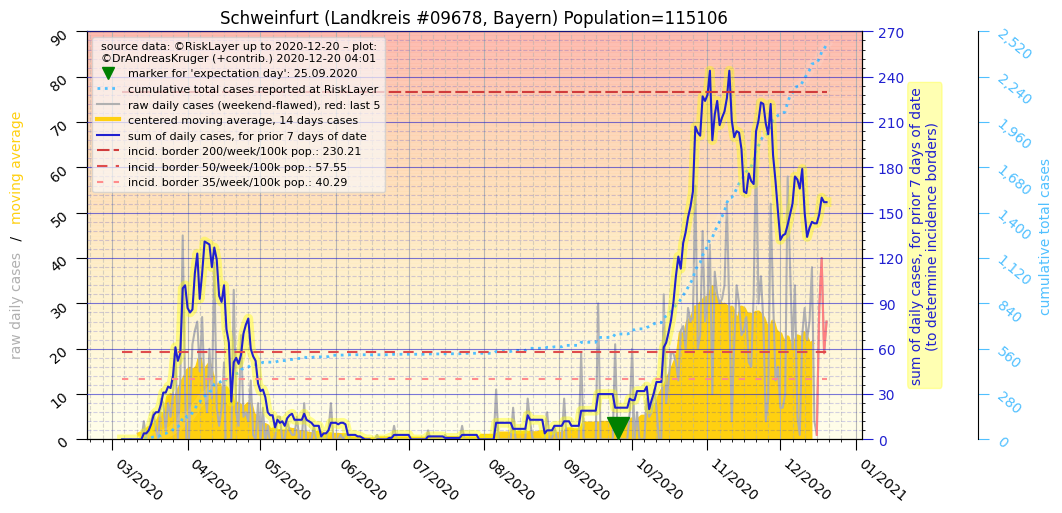 Schweinfurt (Landkreis #09678, Bayern) Population=115106
source data: ©RiskLayer up to 2020-12-20 – plot:
©DrAndreasKruger (+contrib.) 2020-12-20 04:01
marker for 'expectation day': 25.09.2020
cumulative total cases reported at RiskLayer
raw daily cases (weekend-flawed), red: last 5
centered moving average, 14 days cases
sum of daily cases, for prior 7 days of date
incid. border 200/week/100k pop.: 230.21
incid. border 50/week/100k pop.: 57.55
incid. border 35/week/100k pop.: 40.29
raw daily cases / moving average
90
80
70
60
50
40
30
20
10
0
270
240
210
180
150
120
90
60
30
0
sum of daily cases, for prior 7 days of date
(to determine incidence borders)
2,520
2,240
1,960
1,680
1,400
1,120
840
560
280
0
cumulative total cases
03/2020
04/2020
05/2020
06/2020
07/2020
08/2020
09/2020
10/2020
11/2020
12/2020
01/2021